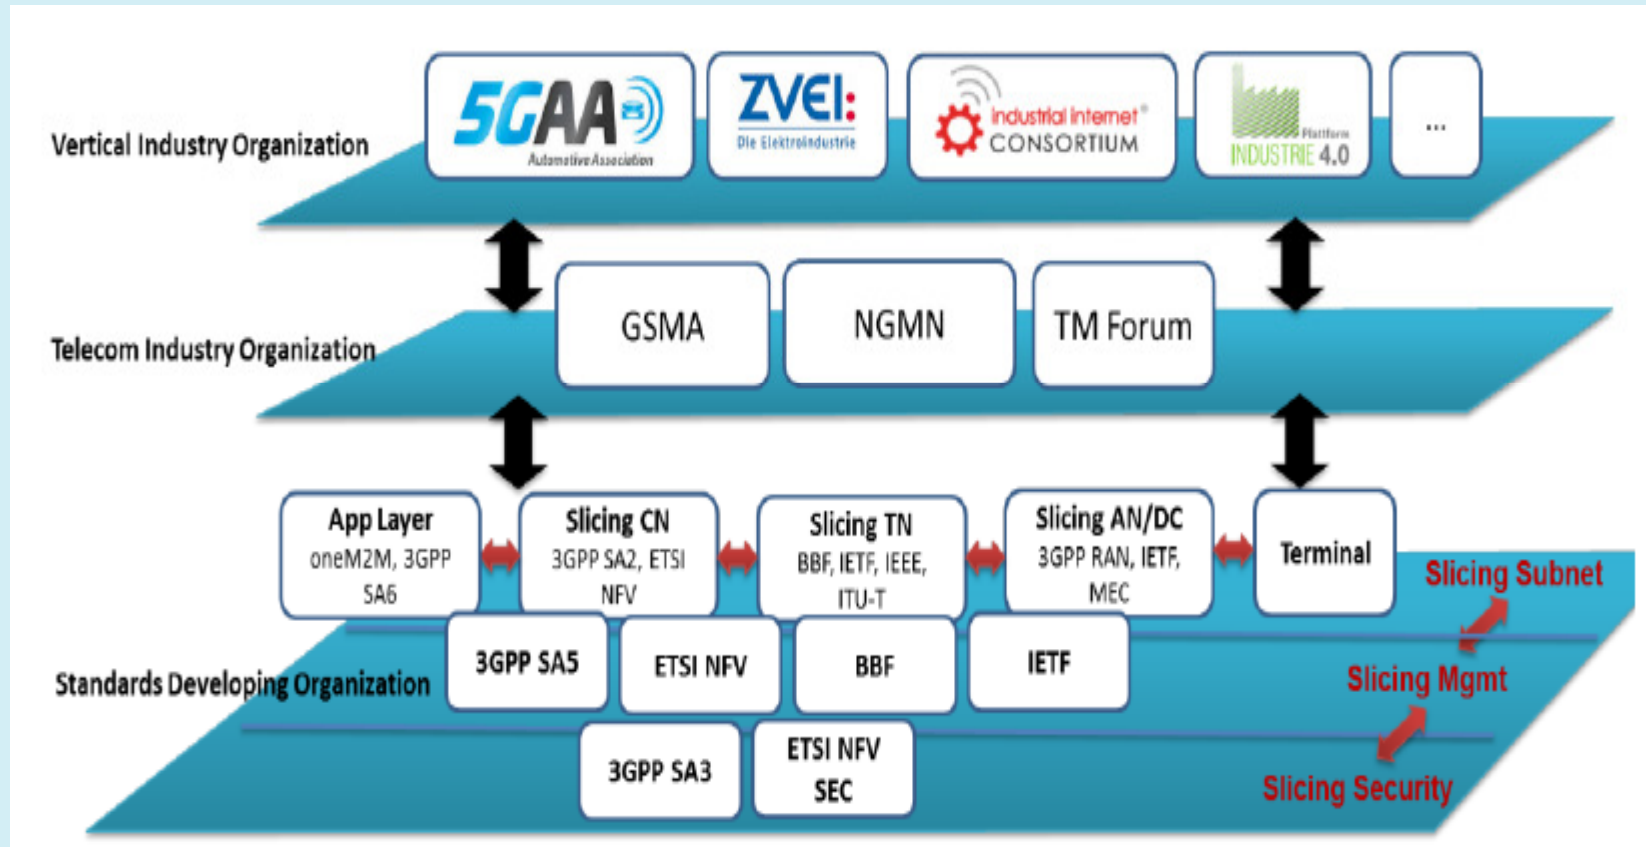 Vertical Industry Organization
5GAA
Automotive Association
ZVEI:
Die Elektroindustrie
industrial internet®
CONSORTIUM
Plattform
INDUSTRIE 4.0
...
Telecom Industry Organization
GSMA
NGMN
TM Forum
App Layer
oneM2M, 3GPP
SA6
Slicing CN
3GPP SA2, ETSI
NFV
Slicing TN
BBF, IETF, IEEE,
ITU-T
Slicing AN/DC
3GPP RAN, IETF,
MEC
Terminal
Slicing Subnet
Standards Developing Organization
3GPP SA5
ETSI NFV
BBF
IETF
Slicing Mgmt
3GPP SA3
ETSI NFV
SEC
Slicing Security